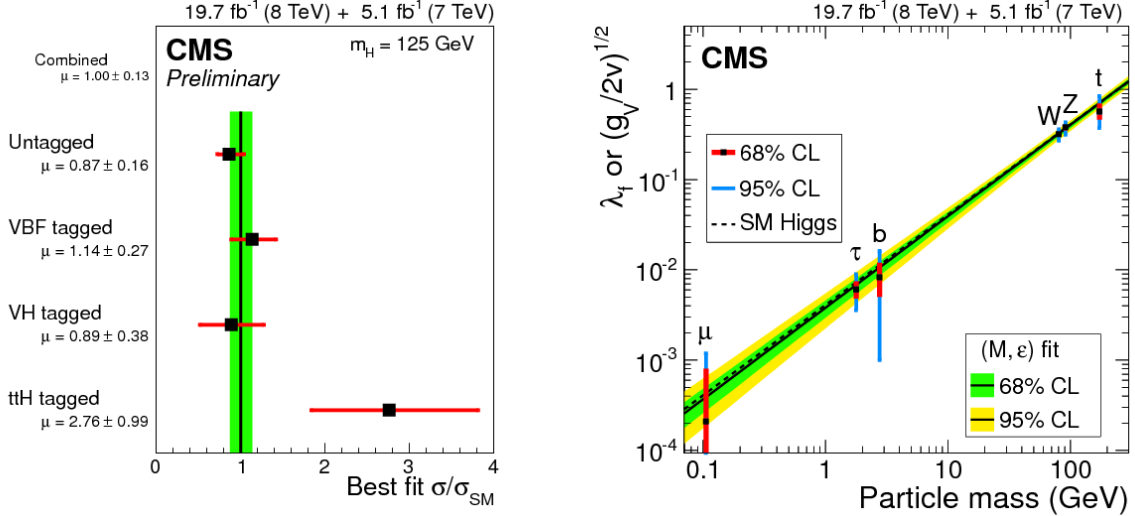 19.7 fb⁻¹ (8 TeV) + 5.1 fb⁻¹ (7 TeV)
CMS
Preliminary
m_H = 125 GeV
Combined
μ = 1.00 ± 0.13
Untagged
μ = 0.87 ± 0.16
VBF tagged
μ = 1.14 ± 0.27
VH tagged
μ = 0.89 ± 0.38
ttH tagged
μ = 2.76 ± 0.99
0 1 2 3 4
Best fit σ/σ_SM
19.7 fb⁻¹ (8 TeV) + 5.1 fb⁻¹ (7 TeV)
CMS
λ_f or (g_V/2v)^1/2
1
10⁻¹
10⁻²
10⁻³
10⁻⁴
68% CL
95% CL
SM Higgs
W Z t
τ b
μ
(M, ε) fit
68% CL
95% CL
0.1 1 10 100
Particle mass (GeV)